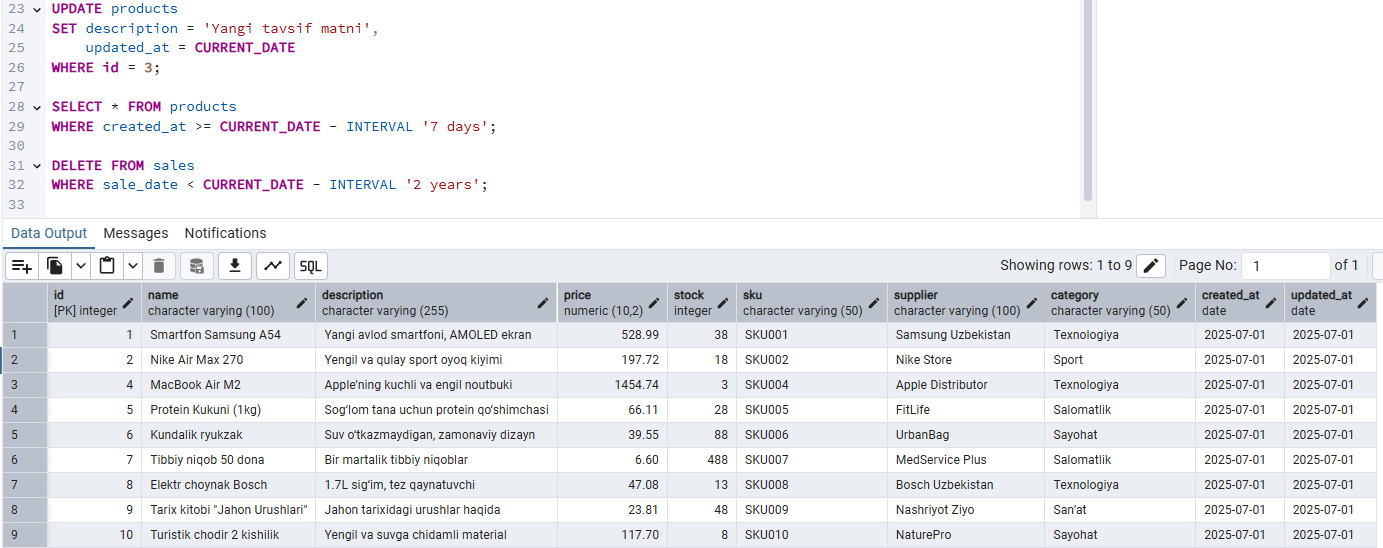 23 UPDATE products
24 SET description = 'Yangi tavsif matni',
25 updated_at = CURRENT_DATE
26 WHERE id = 3;
27
28 SELECT * FROM products
29 WHERE created_at >= CURRENT_DATE - INTERVAL '7 days';
30
31 DELETE FROM sales
32 WHERE sale_date < CURRENT_DATE - INTERVAL '2 years';
33
Data Output Messages Notifications
SQL Showing rows: 1 to 9 Page No: 1 of 1
id name description price stock sku supplier category created_at updated_at
[PK] integer character varying (100) character varying (255) numeric (10,2) integer character varying (50) character varying (100) character varying (50) date date
1 1 Smartfon Samsung A54 Yangi avlod smartfoni, AMOLED ekran 528.99 38 SKU001 Samsung Uzbekistan Texnologiya 2025-07-01 2025-07-01
2 2 Nike Air Max 270 Yengil va qulay sport oyoq kiyimi 197.72 18 SKU002 Nike Store Sport 2025-07-01 2025-07-01
3 4 MacBook Air M2 Apple’ning kuchli va engil noutbuki 1454.74 3 SKU004 Apple Distributor Texnologiya 2025-07-01 2025-07-01
4 5 Protein Kukuni (1kg) Sog‘lom tana uchun protein qo‘shimchasi 66.11 28 SKU005 FitLife Salomatlik 2025-07-01 2025-07-01
5 6 Kundalik ryukzak Suv o‘tkazmaydigan, zamonaviy dizayn 39.55 88 SKU006 UrbanBag Sayohat 2025-07-01 2025-07-01
6 7 Tibbiy niqob 50 dona Bir martalik tibbiy niqoblar 6.60 488 SKU007 MedService Plus Salomatlik 2025-07-01 2025-07-01
7 8 Elektr choynak Bosch 1.7L sig‘im, tez qaynatuvchi 47.08 13 SKU008 Bosch Uzbekistan Texnologiya 2025-07-01 2025-07-01
8 9 Tarix kitobi "Jahon Urushlari" Jahon tarixidagi urushlar haqida 23.81 48 SKU009 Nashriyot Ziyo San’at 2025-07-01 2025-07-01
9 10 Turistik chodir 2 kishilik Yengil va suvga chidamli material 117.70 8 SKU010 NaturePro Sayohat 2025-07-01 2025-07-01